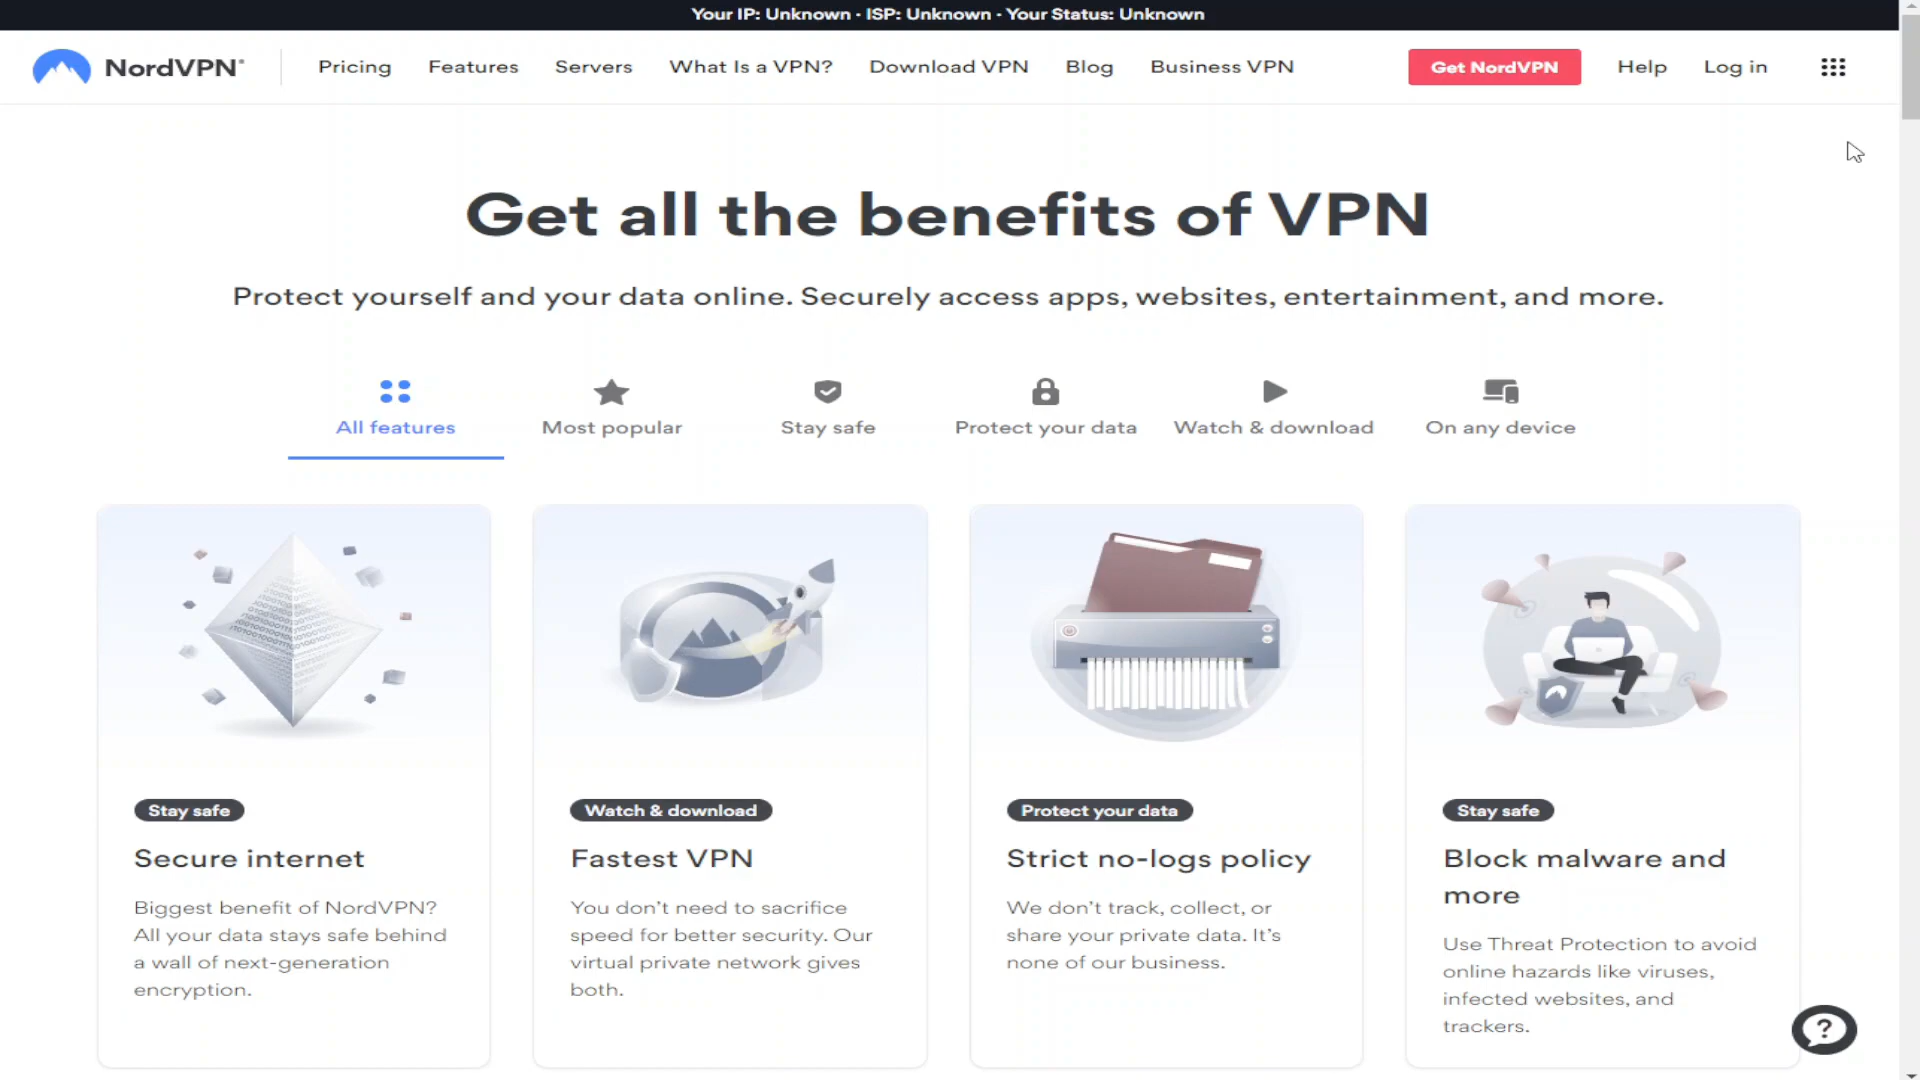 Your IP: Unknown · ISP: Unknown · Your Status: Unknown
NordVPN®
Pricing
Features
Servers
What Is a VPN?
Download VPN
Blog
Business VPN
Get NordVPN
Help
Log in
Get all the benefits of VPN
Protect yourself and your data online. Securely access apps, websites, entertainment, and more.
All features
Most popular
Stay safe
Protect your data
Watch & download
On any device
Stay safe
Secure internet
Biggest benefit of NordVPN?
All your data stays safe behind
a wall of next-generation
encryption.
Watch & download
Fastest VPN
You don’t need to sacrifice
speed for better security. Our
virtual private network gives
both.
Protect your data
Strict no-logs policy
We don’t track, collect, or
share your private data. It’s
none of our business.
Stay safe
Block malware and
more
Use Threat Protection to avoid
online hazards like viruses,
infected websites, and
trackers.
?